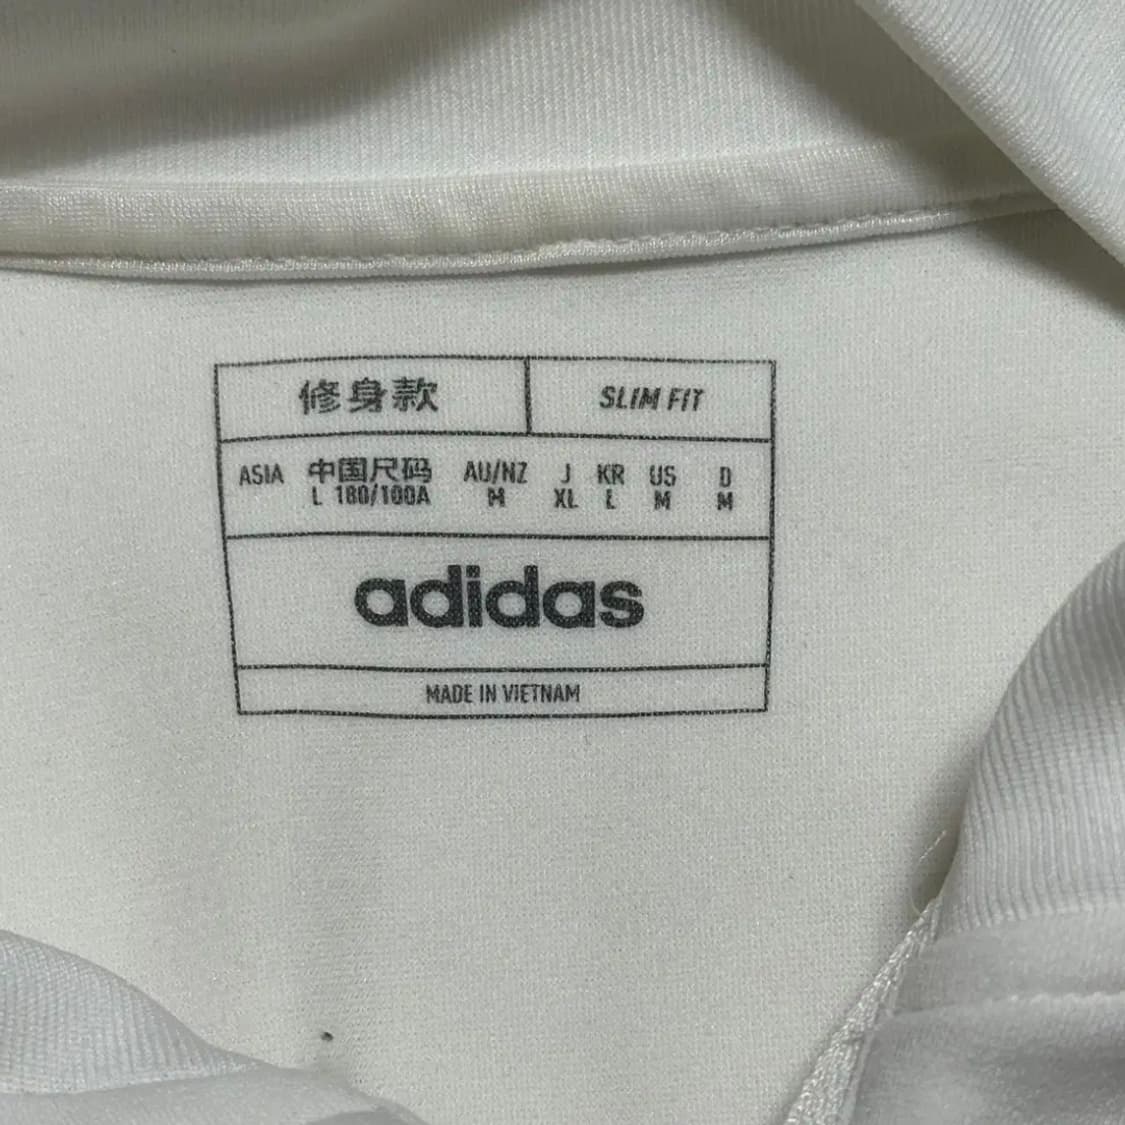 修身款 SLIM FIT
ASIA 中国尺码 AU/NZ J KR US D
L 180/100A M XL L M M
adidas
MADE IN VIETNAM